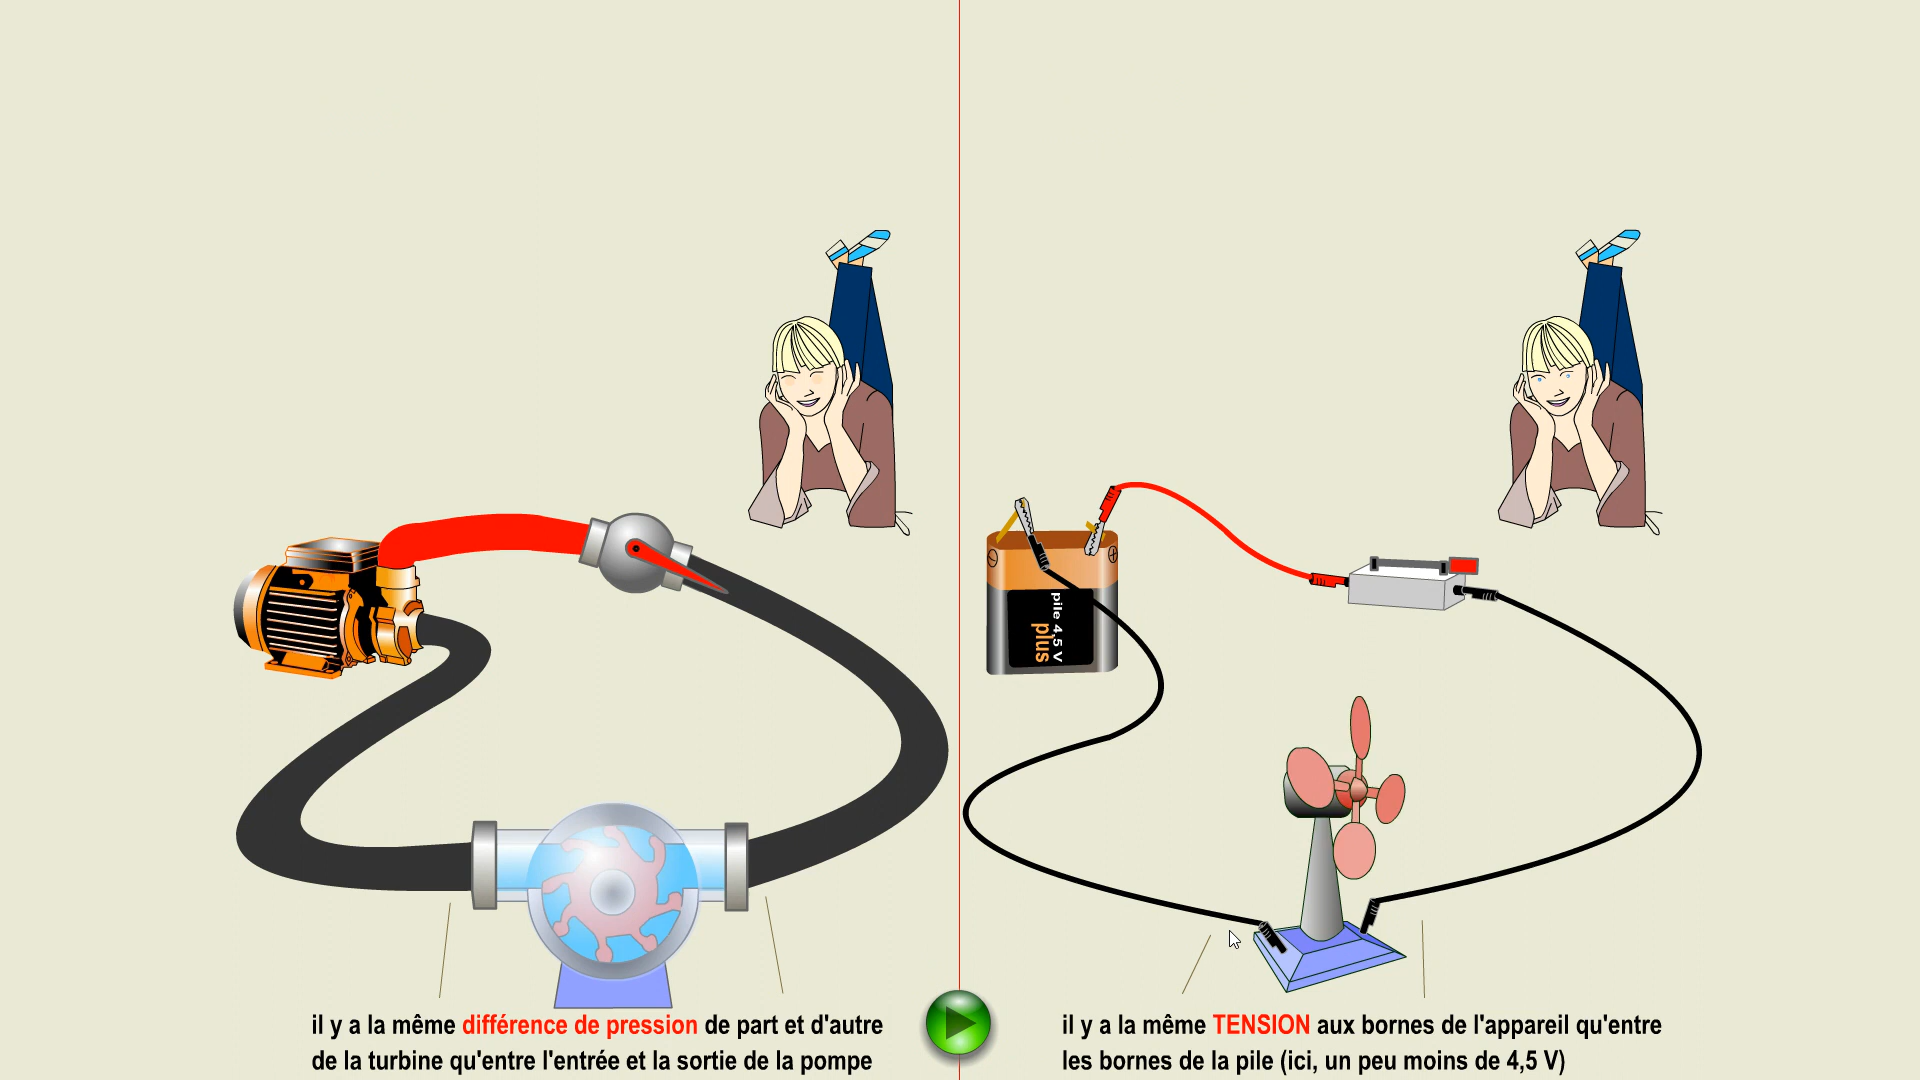 pile 4,5 V
plus
il y a la même différence de pression de part et d'autre
de la turbine qu'entre l'entrée et la sortie de la pompe
il y a la même TENSION aux bornes de l'appareil qu'entre
les bornes de la pile (ici, un peu moins de 4,5 V)